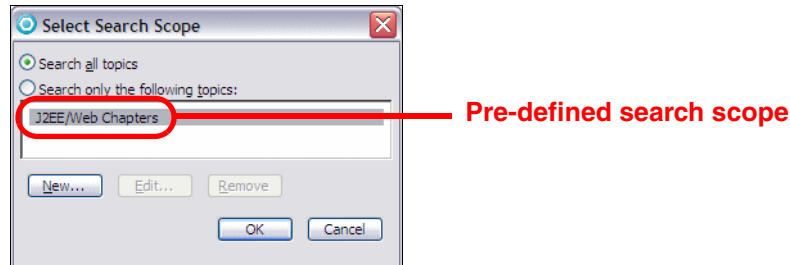 Select Search Scope
Search all topics
Search only the following topics:
J2EE/Web Chapters
Pre-defined search scope
New... Edit... Remove
OK Cancel